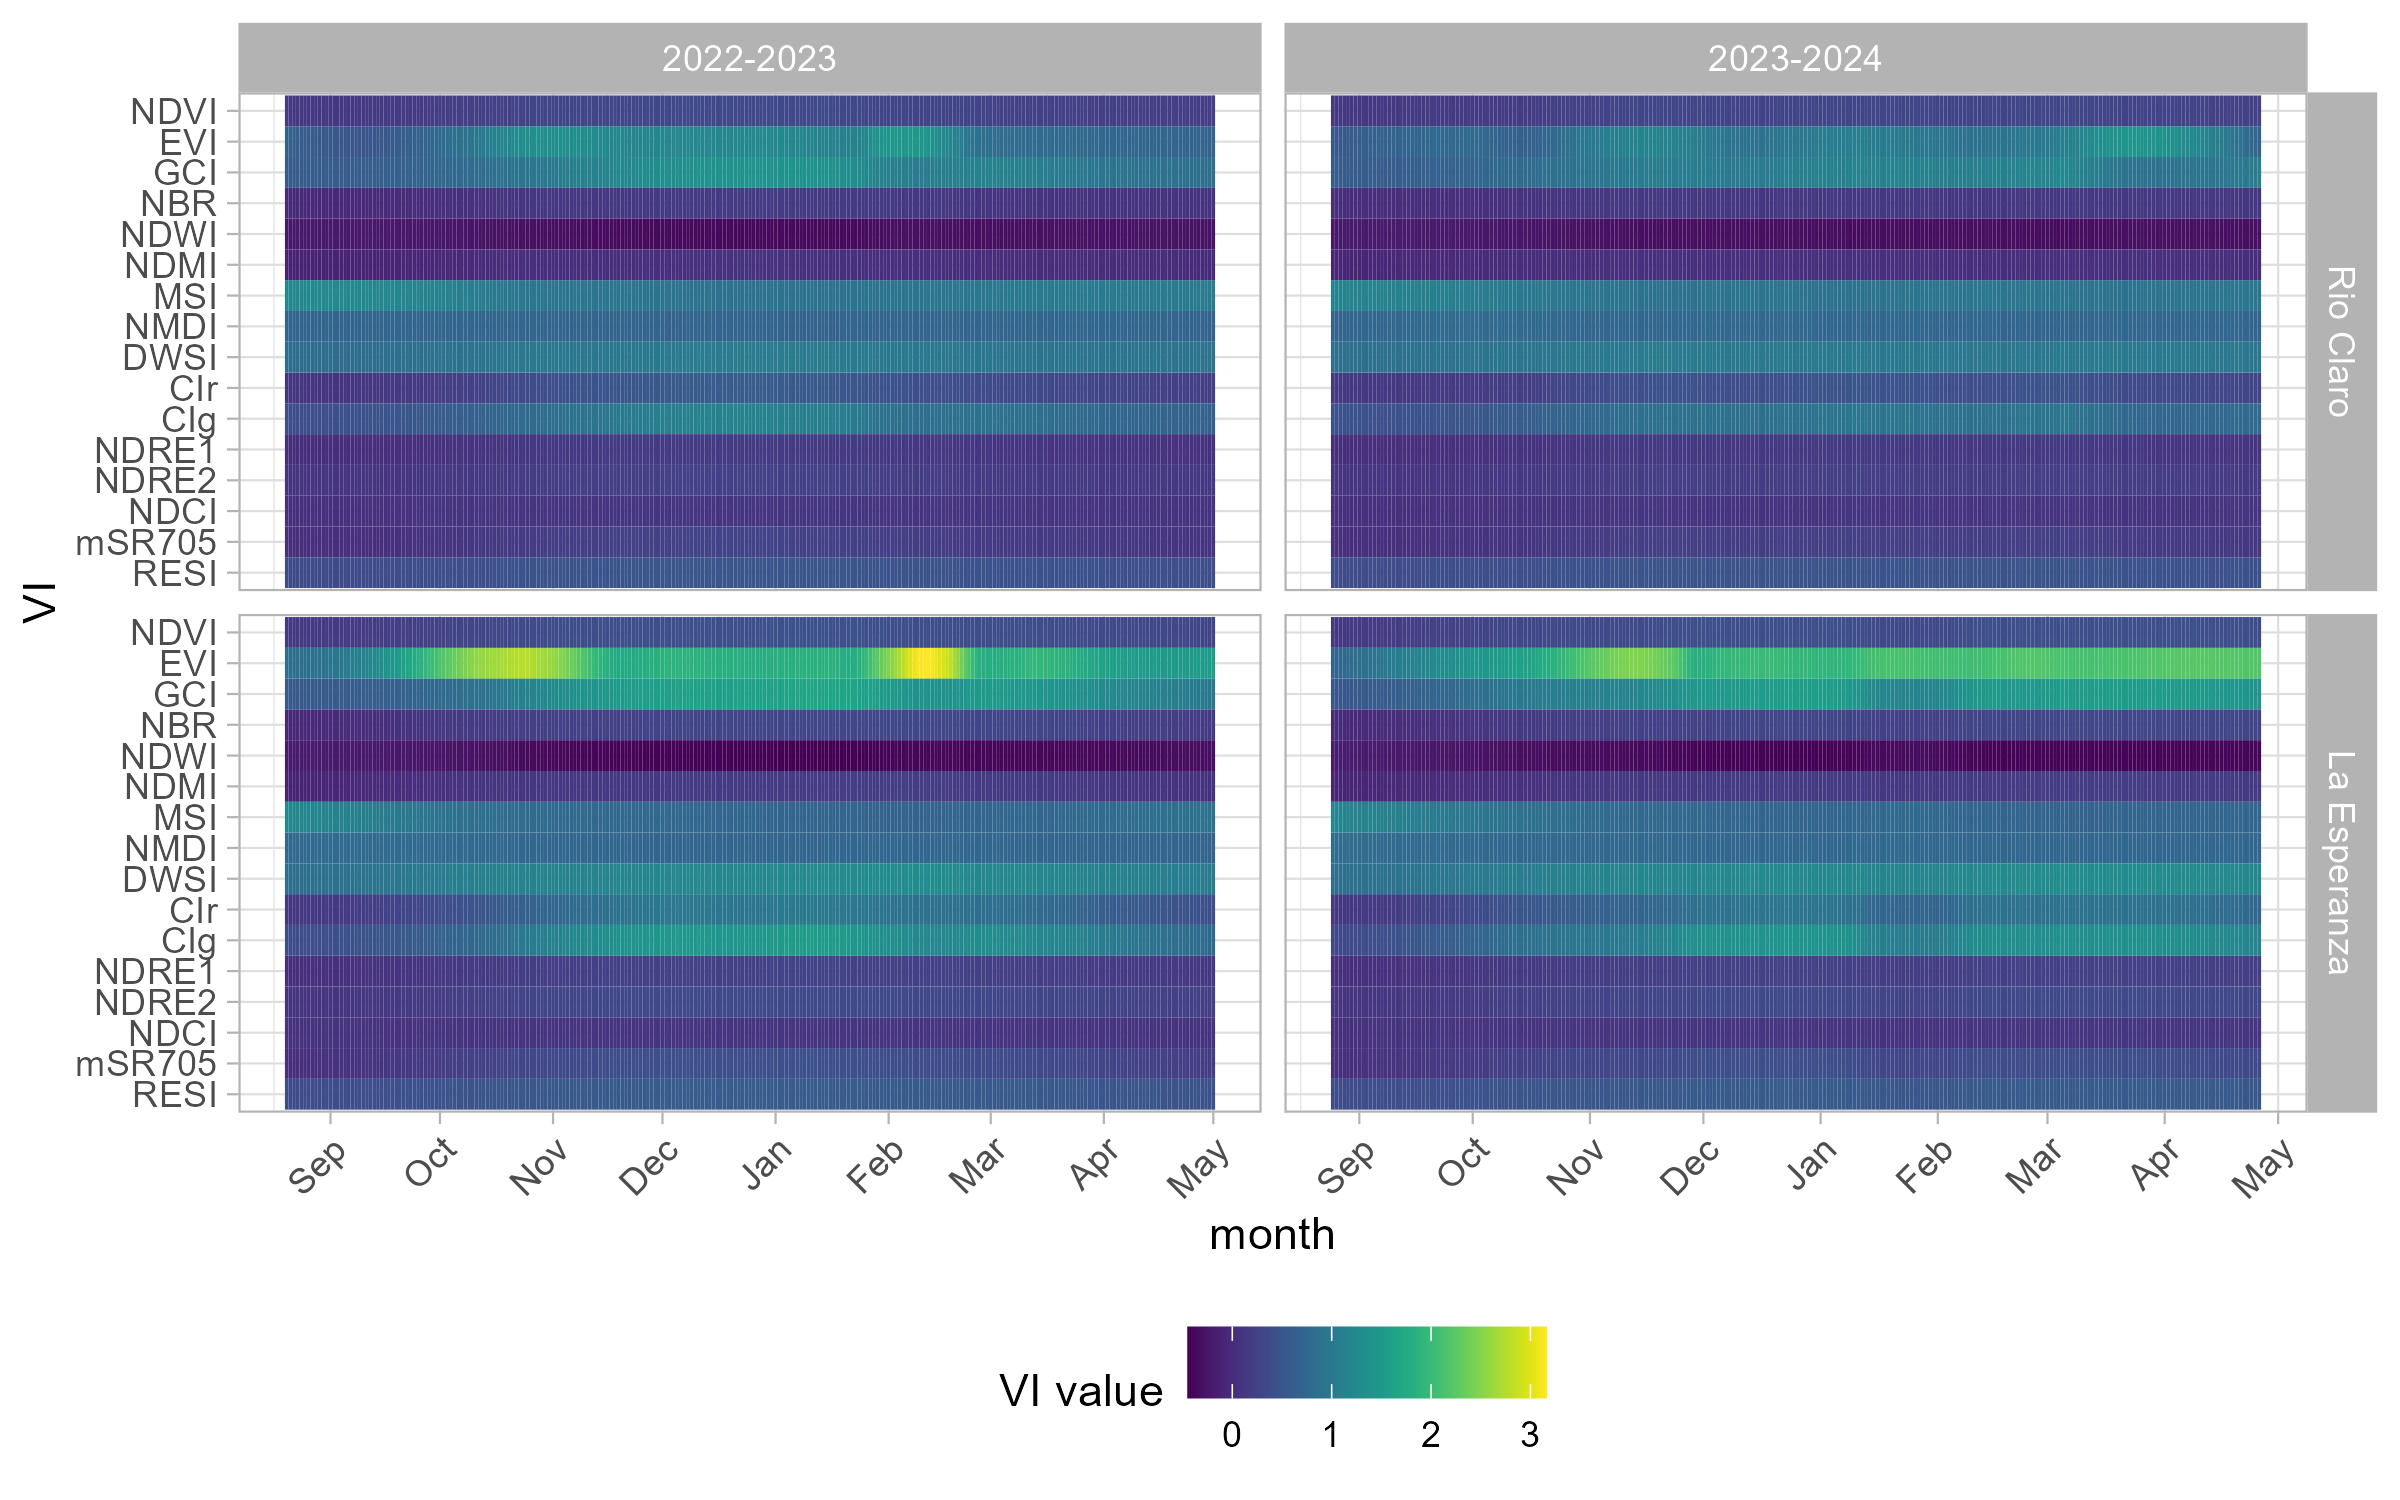 2022-2023
2023-2024
NDVI
EVI
GCI
NBR
NDWI
NDMI
MSI
NMDI
DWSI
CIr
CIg
NDRE1
NDRE2
NDCI
mSR705
RESI
Rio Claro
VI
NDVI
EVI
GCI
NBR
NDWI
NDMI
MSI
NMDI
DWSI
CIr
CIg
NDRE1
NDRE2
NDCI
mSR705
RESI
La Esperanza
Sep Oct Nov Dec Jan Feb Mar Apr May
Sep Oct Nov Dec Jan Feb Mar Apr May
month
VI value
0 1 2 3